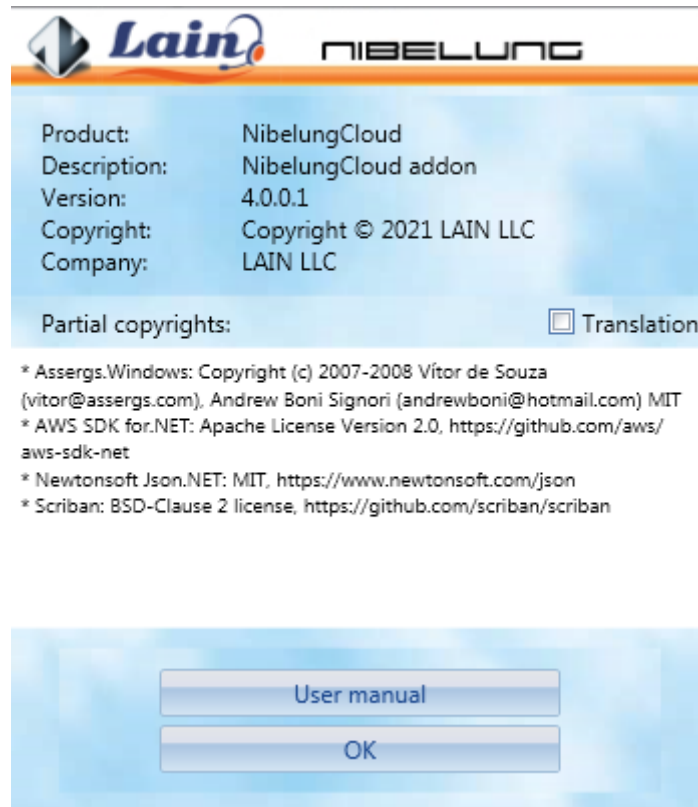 Lain NIBELUNG
Product: NibelungCloud
Description: NibelungCloud addon
Version: 4.0.0.1
Copyright: Copyright © 2021 LAIN LLC
Company: LAIN LLC
Partial copyrights: Translation
* Assergs.Windows: Copyright (c) 2007-2008 Vítor de Souza
(vitor@assergs.com), Andrew Boni Signori (andrewboni@hotmail.com) MIT
* AWS SDK for.NET: Apache License Version 2.0, https://github.com/aws/
aws-sdk-net
* Newtonsoft Json.NET: MIT, https://www.newtonsoft.com/json
* Scriban: BSD-Clause 2 license, https://github.com/scriban/scriban
User manual
OK